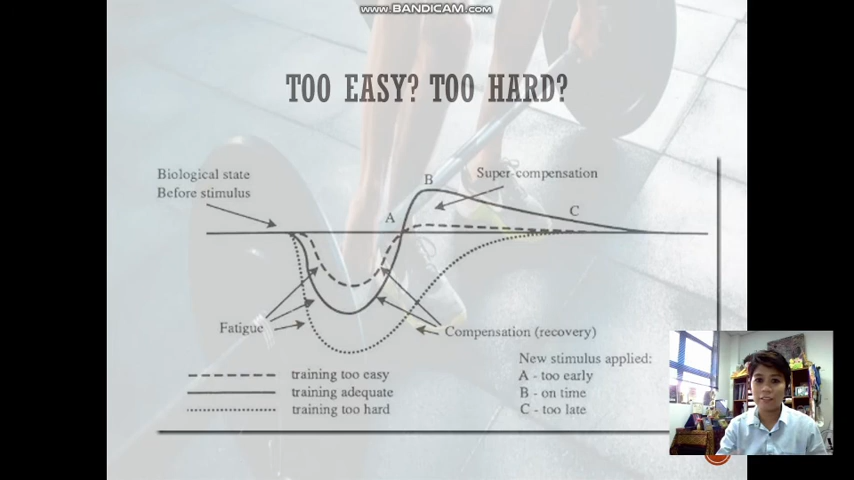 WWW.BANDICAM.COM
TOO EASY? TOO HARD?
Biological state
Before stimulus
B
Super-compensation
A
C
Fatigue
Compensation (recovery)
training too easy
training adequate
training too hard
New stimulus applied:
A - too early
B - on time
C - too late